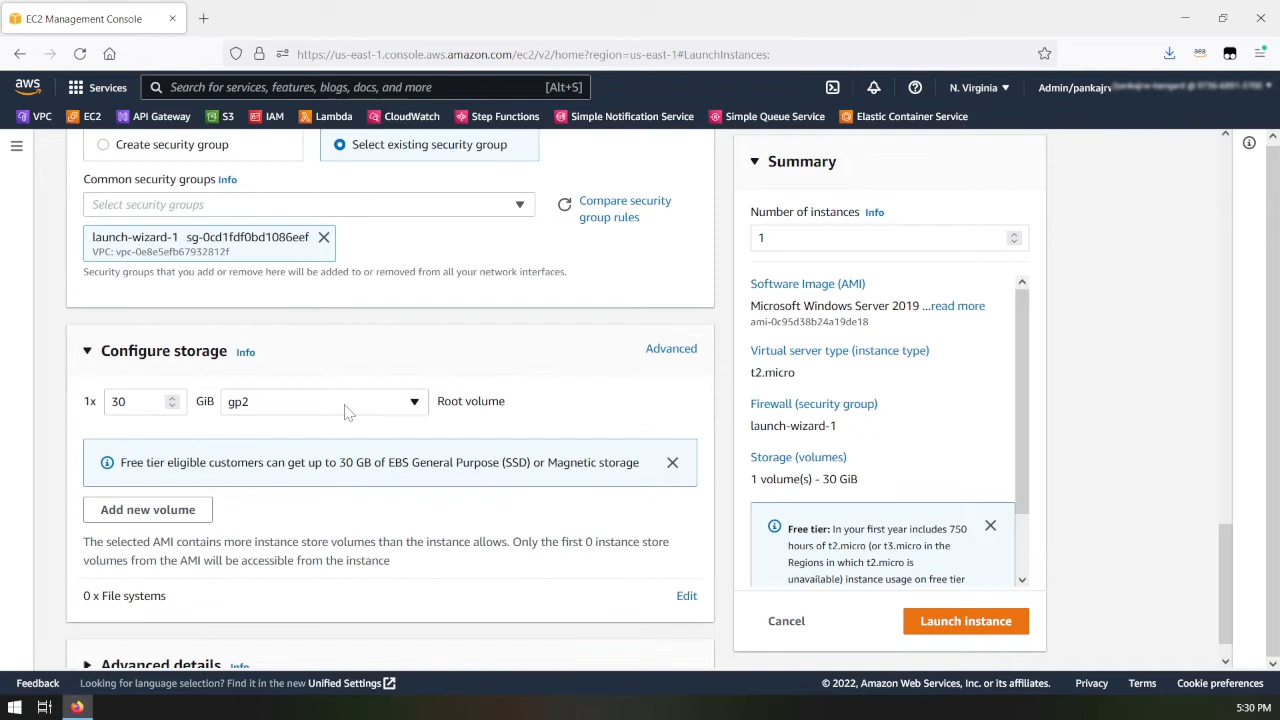 EC2 Management Console
https://us-east-1.console.aws.amazon.com/ec2/v2/home?region=us-east-1#LaunchInstances:
aea
aws
Services
Search for services, features, blogs, docs, and more
[Alt+S]
N. Virginia
VPC
EC2
API Gateway
S3
IAM
Lambda
CloudWatch
Step Functions
Simple Notification Service
Simple Queue Service
Elastic Container Service
Create security group
Select existing security group
Common security groups Info
Select security groups
Compare security
group rules
launch-wizard-1 sg-0cd1fdf0bd1086eef
VPC: vpc-0e8e5efb67932812f
Security groups that you add or remove here will be added to or removed from all your network interfaces.
Configure storage Info
Advanced
1x
30
GiB
gp2
Root volume
Free tier eligible customers can get up to 30 GB of EBS General Purpose (SSD) or Magnetic storage
Add new volume
The selected AMI contains more instance store volumes than the instance allows. Only the first 0 instance store
volumes from the AMI will be accessible from the instance
0 x File systems
Edit
Advanced details Info
Summary
Number of instances Info
1
Software Image (AMI)
Microsoft Windows Server 2019 ...read more
ami-0c95d38b24a19de18
Virtual server type (instance type)
t2.micro
Firewall (security group)
launch-wizard-1
Storage (volumes)
1 volume(s) - 30 GiB
Free tier: In your first year includes 750
hours of t2.micro (or t3.micro in the
Regions in which t2.micro is
unavailable) instance usage on free tier
Cancel
Launch instance
Feedback
Looking for language selection? Find it in the new Unified Settings
© 2022, Amazon Web Services, Inc. or its affiliates.
Privacy
Terms
Cookie preferences
5:30 PM